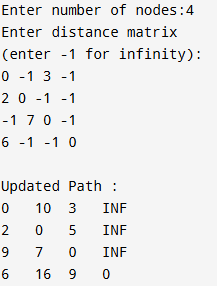 Enter number of nodes:4
Enter distance matrix
(enter -1 for infinity):
0 -1 3 -1
2 0 -1 -1
-1 7 0 -1
6 -1 -1 0
Updated Path :
0 10 3 INF
2 0 5 INF
9 7 0 INF
6 16 9 0